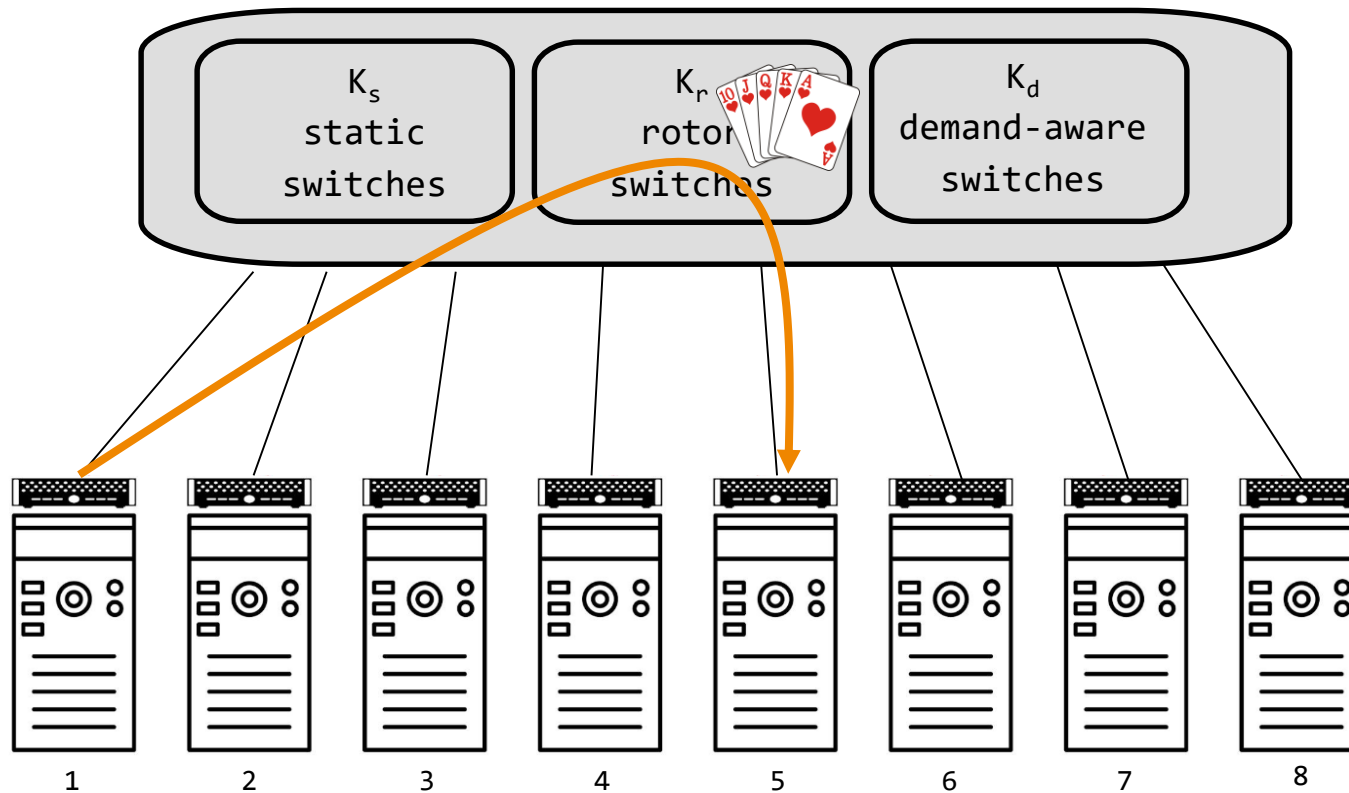 K_s
static
switches
K_r
rotor
switches
10 J Q K A
A
K_d
demand-aware
switches
1 2 3 4 5 6 7 8